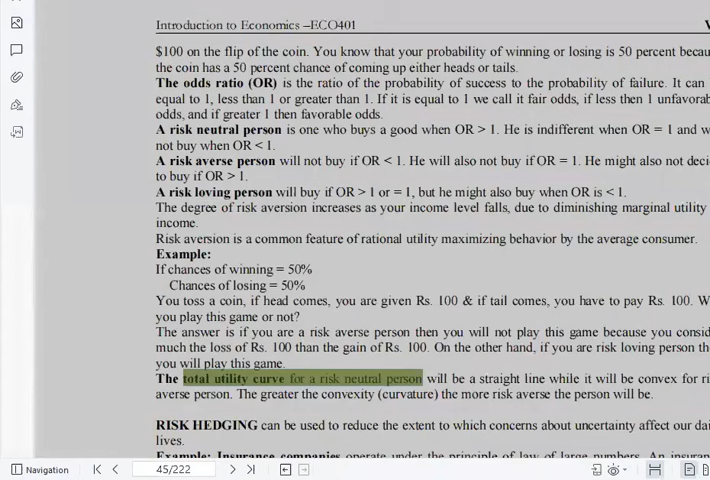 Introduction to Economics –ECO401
$100 on the flip of the coin. You know that your probability of winning or losing is 50 percent
the coin has a 50 percent chance of coming up either heads or tails.
The odds ratio (OR) is the ratio of the probability of success to the probability of failure. It can
equal to 1, less than 1 or greater than 1. If it is equal to 1 we call it fair odds, if less then 1
odds, and if greater 1 then favorable odds.
A risk neutral person is one who buys a good when OR > 1. He is indifferent when OR = 1 and
not buy when OR < 1.
A risk averse person will not buy if OR < 1. He will also not buy if OR = 1. He might also not
to buy if OR > 1.
A risk loving person will buy if OR > 1 or = 1, but he might also buy when OR is < 1.
The degree of risk aversion increases as your income level falls, due to diminishing marginal utility
income.
Risk aversion is a common feature of rational utility maximizing behavior by the average consumer.
Example:
If chances of winning = 50%
Chances of losing = 50%
You toss a coin, if head comes, you are given Rs. 100 & if tail comes, you have to pay Rs. 100.
you play this game or not?
The answer is if you are a risk averse person then you will not play this game because you
much the loss of Rs. 100 than the gain of Rs. 100. On the other hand, if you are risk loving person
you will play this game.
The total utility curve for a risk neutral person will be a straight line while it will be convex for
averse person. The greater the convexity (curvature) the more risk averse the person will be.
RISK HEDGING can be used to reduce the extent to which concerns about uncertainty affect our
lives.
Example: Insurance companies operate under the principle of law of large numbers. An
Navigation 45/222